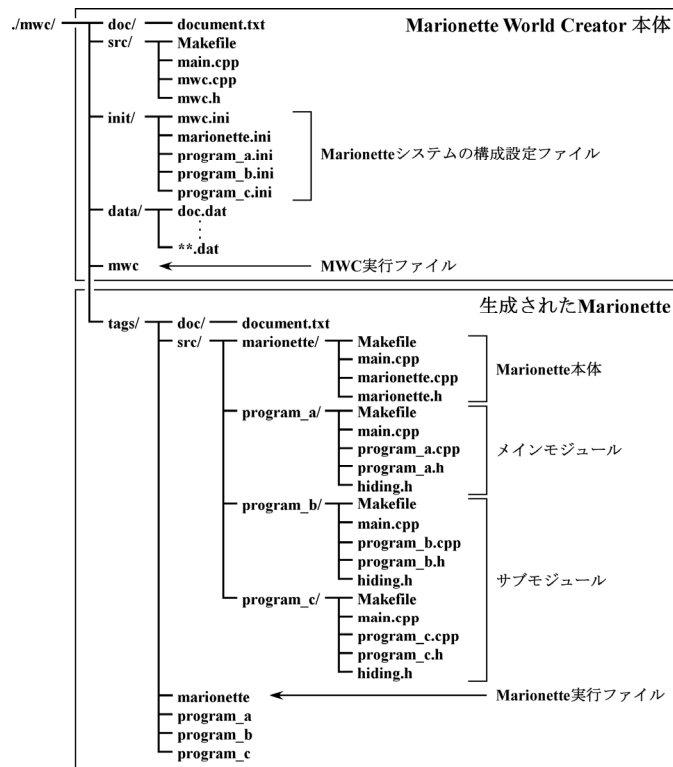 Marionette World Creator 本体
./mwc/ doc/ document.txt
src/ Makefile
main.cpp
mwc.cpp
mwc.h
init/ mwc.ini
marionette.ini
program_a.ini
program_b.ini
program_c.ini
Marionetteシステムの構成設定ファイル
data/ doc.dat
**.dat
mwc MWC実行ファイル
生成されたMarionette
tags/ doc/ document.txt
src/ marionette/ Makefile
main.cpp
marionette.cpp
marionette.h
Marionette本体
program_a/ Makefile
main.cpp
program_a.cpp
program_a.h
hiding.h
メインモジュール
program_b/ Makefile
main.cpp
program_b.cpp
program_b.h
hiding.h
サブモジュール
program_c/ Makefile
main.cpp
program_c.cpp
program_c.h
hiding.h
marionette Marionette実行ファイル
program_a
program_b
program_c